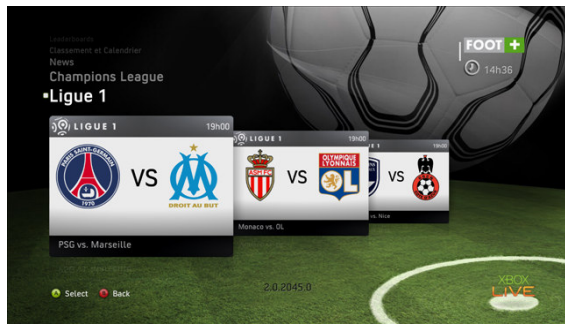 Leaderboards
Classement et Calendrier
News
Champions League
Ligue 1
FOOT +
14h36
LIGUE 1 19h00
PARIS SAINT-GERMAIN
1970
VS
DROIT AU BUT
PSG vs. Marseille
LIGUE 1 19h00
ASM FC
VS
OLYMPIQUE
LYONNAIS
OL
Monaco vs. OL
19h00
VS
vs. Nice
A Select B Back
2.0.2045.0
XBOX
LIVE